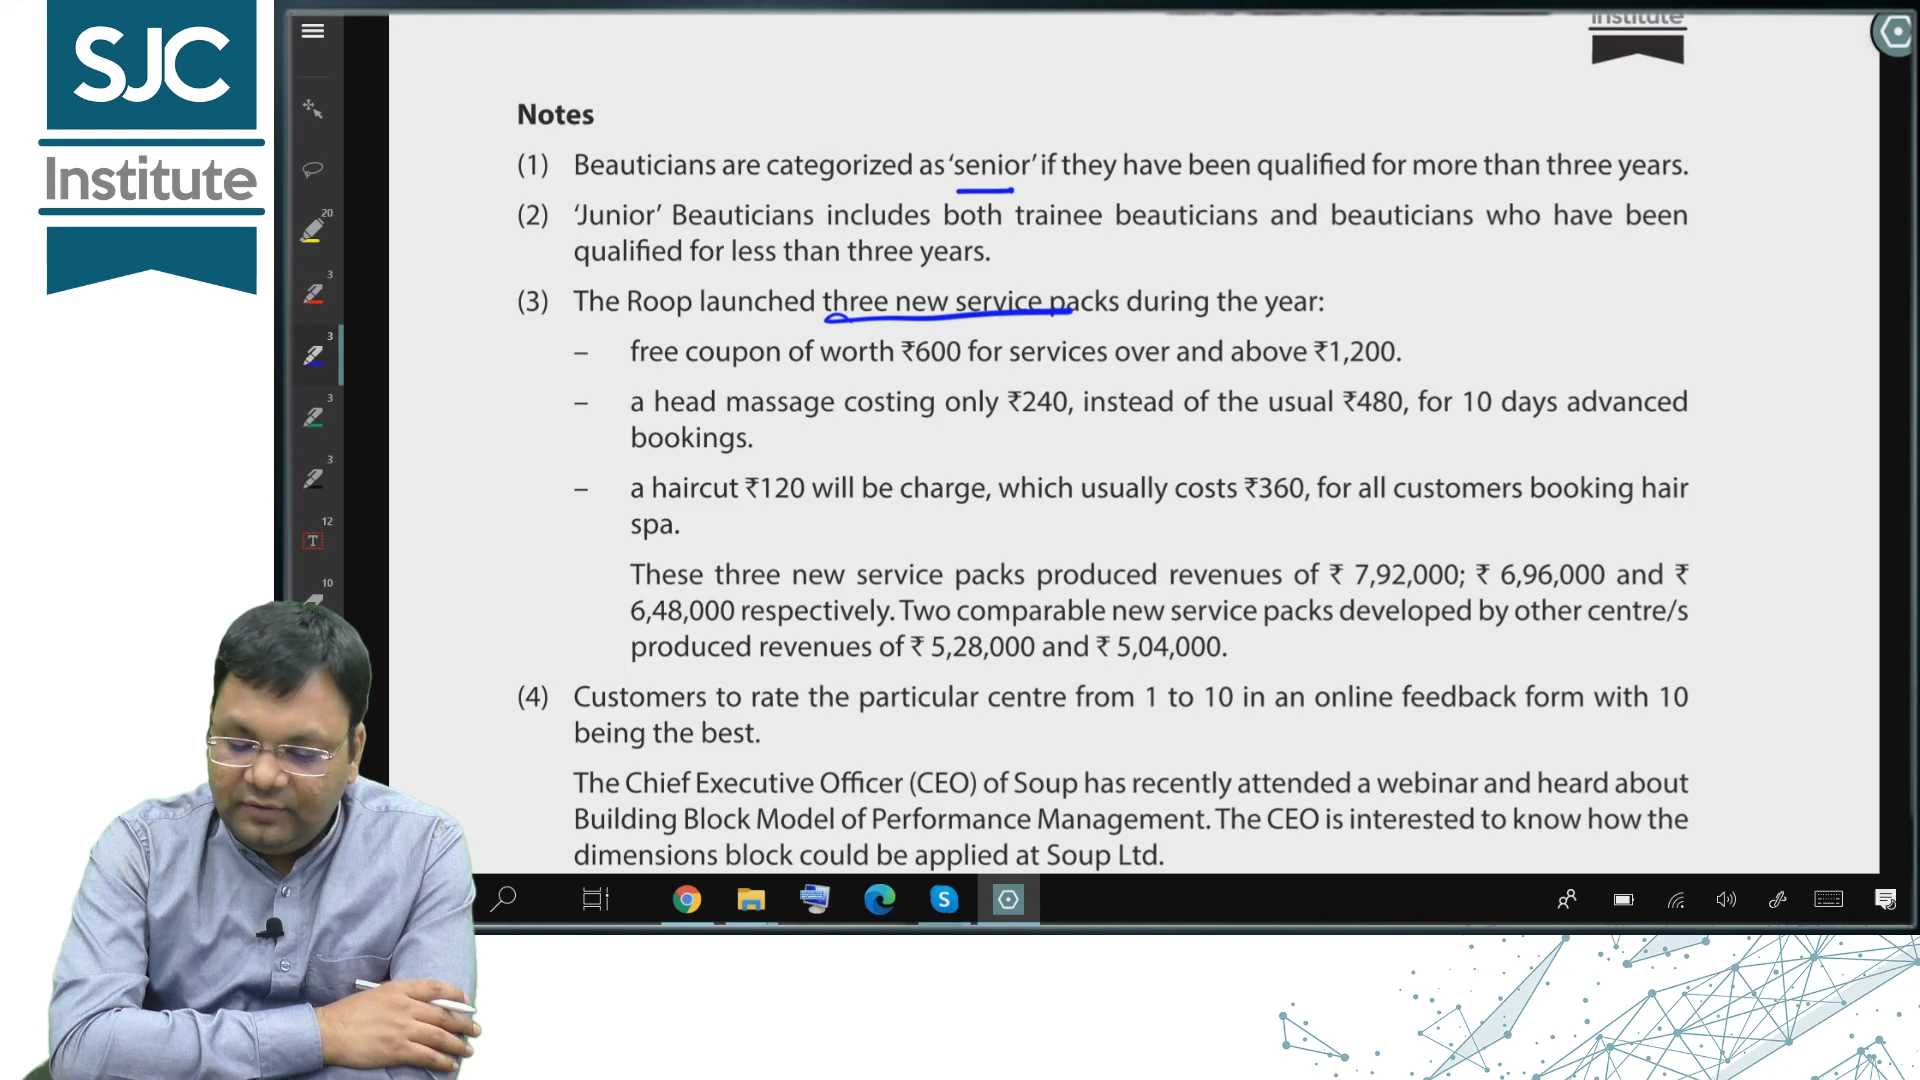 SJC
Institute
20
3
3
3
3
12
T
10
Institute
Notes
(1) Beauticians are categorized as ‘senior’ if they have been qualified for more than three years.
(2) ‘Junior’ Beauticians includes both trainee beauticians and beauticians who have been
qualified for less than three years.
(3) The Roop launched three new service packs during the year:
– free coupon of worth ₹600 for services over and above ₹1,200.
– a head massage costing only ₹240, instead of the usual ₹480, for 10 days advanced
bookings.
– a haircut ₹120 will be charge, which usually costs ₹360, for all customers booking hair
spa.
These three new service packs produced revenues of ₹ 7,92,000; ₹ 6,96,000 and ₹
6,48,000 respectively. Two comparable new service packs developed by other centre/s
produced revenues of ₹ 5,28,000 and ₹ 5,04,000.
(4) Customers to rate the particular centre from 1 to 10 in an online feedback form with 10
being the best.
The Chief Executive Officer (CEO) of Soup has recently attended a webinar and heard about
Building Block Model of Performance Management. The CEO is interested to know how the
dimensions block could be applied at Soup Ltd.
S